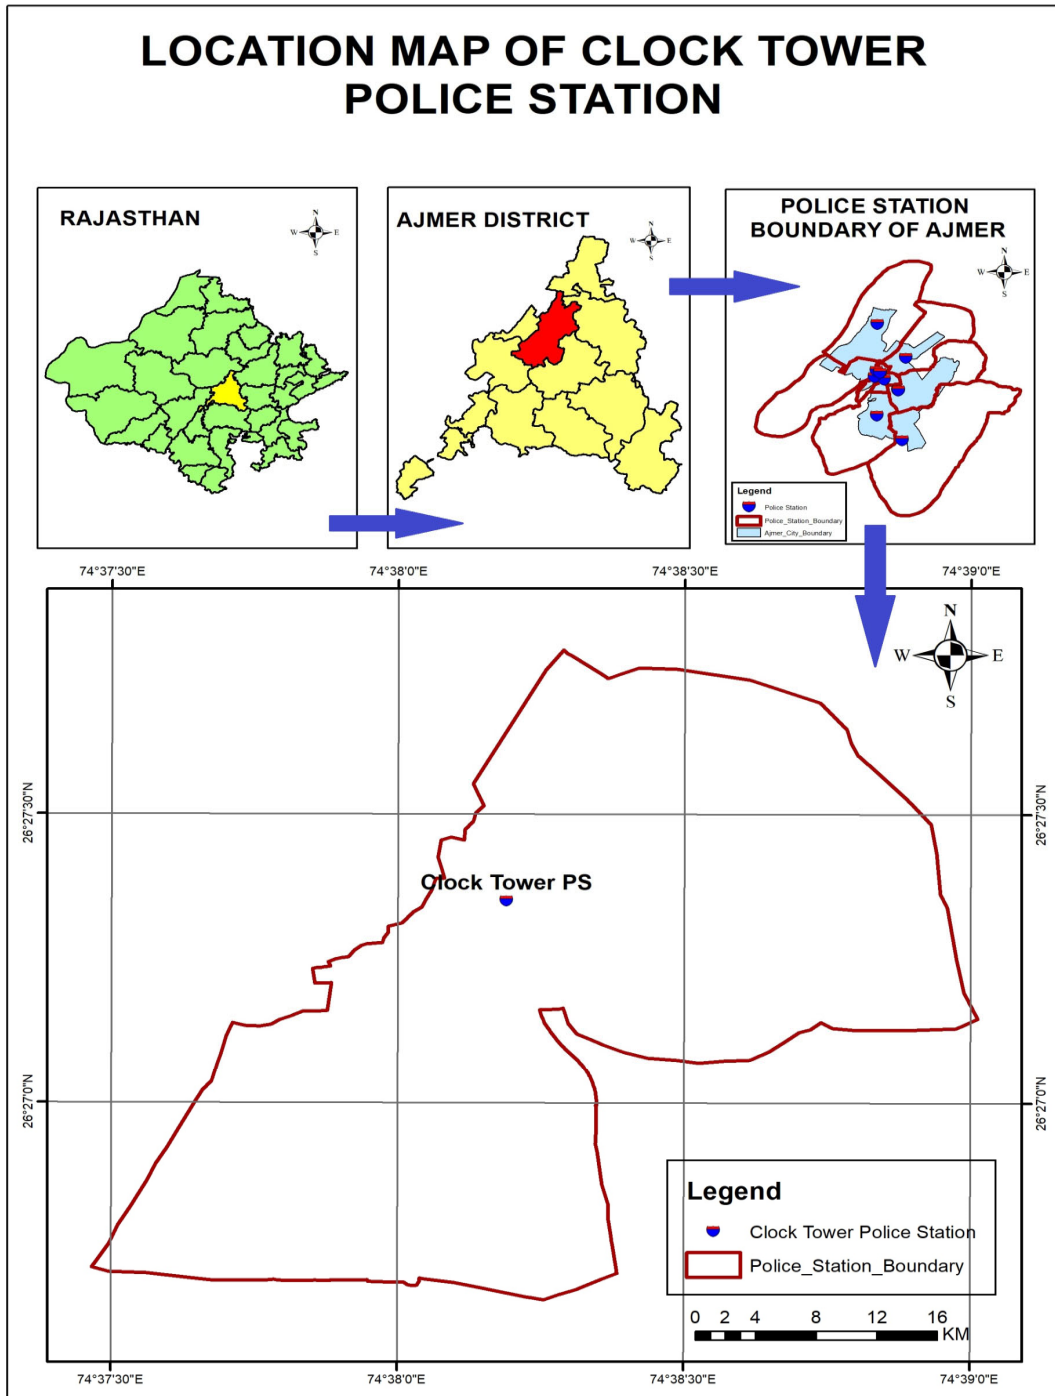 LOCATION MAP OF CLOCK TOWER
POLICE STATION
RAJASTHAN
N
W E
S
AJMER DISTRICT
N
W E
S
POLICE STATION
BOUNDARY OF AJMER
N
W E
S
Legend
Police Station
Police_Station_Boundary
Ajmer_City_Boundary
74°37'30"E 74°38'0"E 74°38'30"E 74°39'0"E
N
W E
S
26°27'30"N 26°27'30"N
Clock Tower PS
26°27'0"N 26°27'0"N
Legend
Clock Tower Police Station
Police_Station_Boundary
0 2 4 8 12 16
KM
74°37'30"E 74°38'0"E 74°38'30"E 74°39'0"E